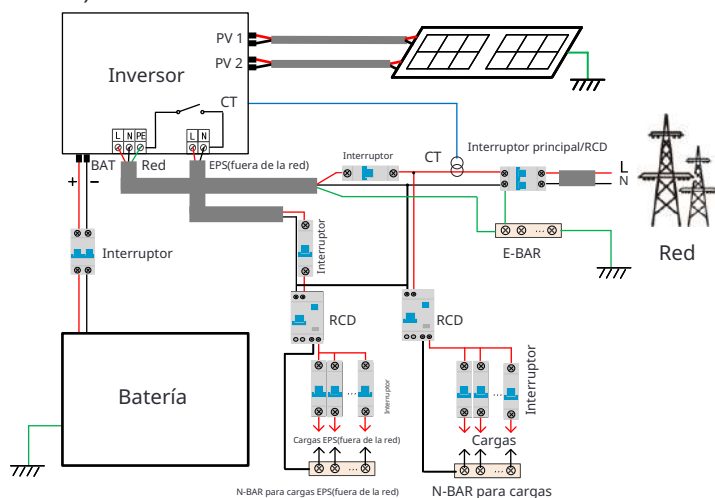 PV 1
PV 2
Inversor
CT
L N PE
L N
BAT
Red
EPS(fuera de la red)
+
−
Interruptor
CT
Interruptor principal/RCD
L
N
Interruptor
Interruptor
E-BAR
Red
RCD
RCD
Batería
Interruptor
Interruptor
Cargas EPS(fuera de la red)
Cargas
N-BAR para cargas EPS(fuera de la red)
N-BAR para cargas